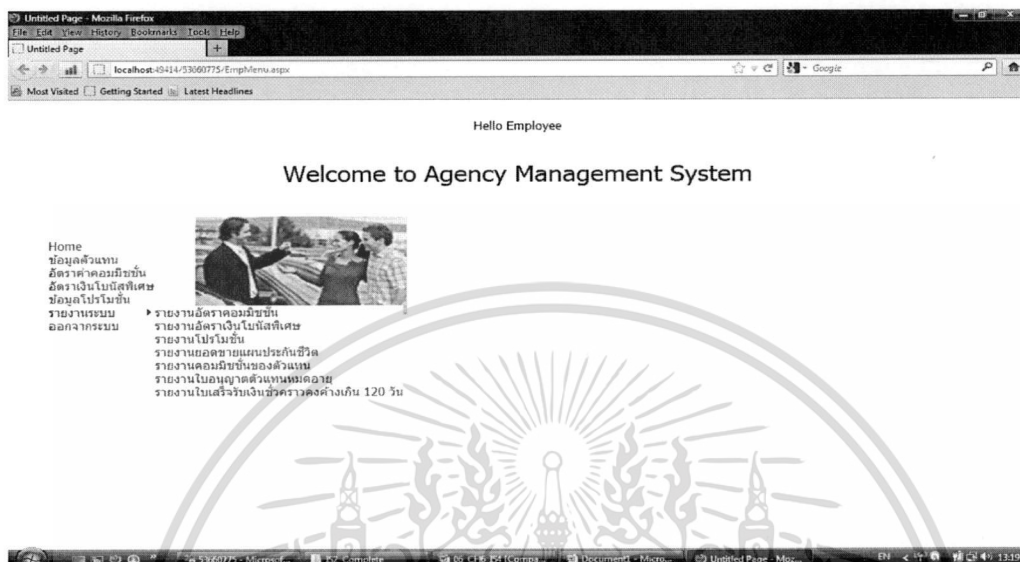 Untitled Page - Mozilla Firefox
File Edit View History Bookmarks Tools Help
Untitled Page
localhost:49414/53060775/EmpMenu.aspx
Google
Most Visited Getting Started Latest Headlines
Hello Employee
Welcome to Agency Management System
Home
ข้อมูลตัวแทน
อัตราค่าคอมมิชชั่น
อัตราเงินโบนัสพิเศษ
ข้อมูลโปรโมชั่น
รายงานระบบ
ออกจากระบบ
รายงานอัตราคอมมิชชั่น
รายงานอัตราเงินโบนัสพิเศษ
รายงานโปรโมชั่น
รายงานยอดขายแผนประกันชีวิต
รายงานคอมมิชชั่นของตัวแทน
รายงานใบอนุญาตตัวแทนหมดอายุ
รายงานใบเสร็จรับเงินชั่วคราวคงค้างเกิน 120 วัน
53060775 - Microsof... Complete 06_CH6 Document1 - Micro... Untitled Page - Moz... EN 13:19